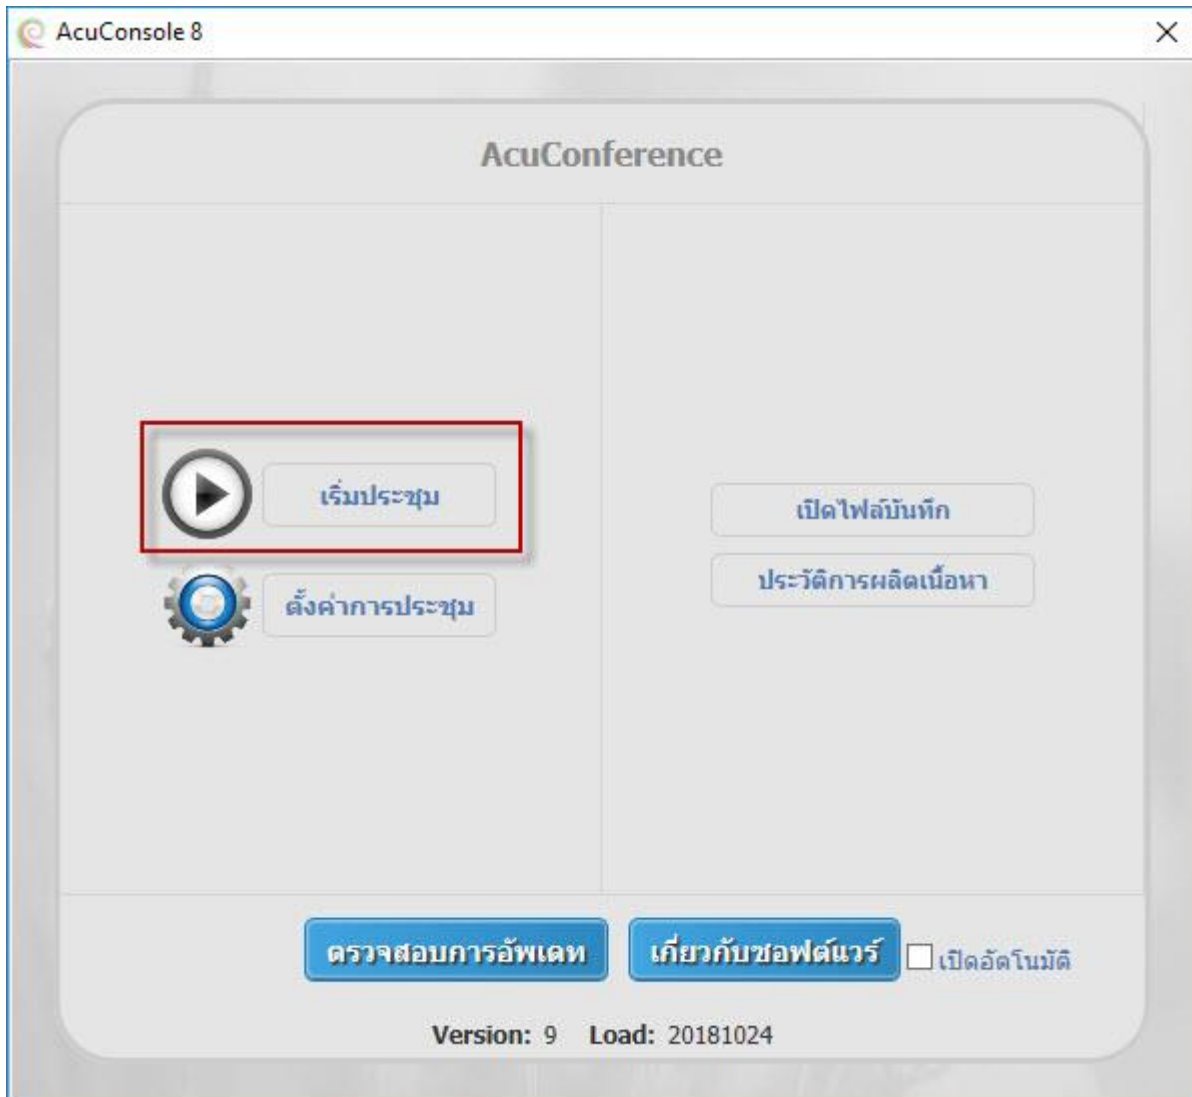 AcuConsole 8
AcuConference
เริ่มประชุม
ตั้งค่าการประชุม
เปิดไฟล์บันทึก
ประวัติการผลิตเนื้อหา
ตรวจสอบการอัพเดท
เกี่ยวกับซอฟต์แวร์
เปิดอัตโนมัติ
Version: 9 Load: 20181024